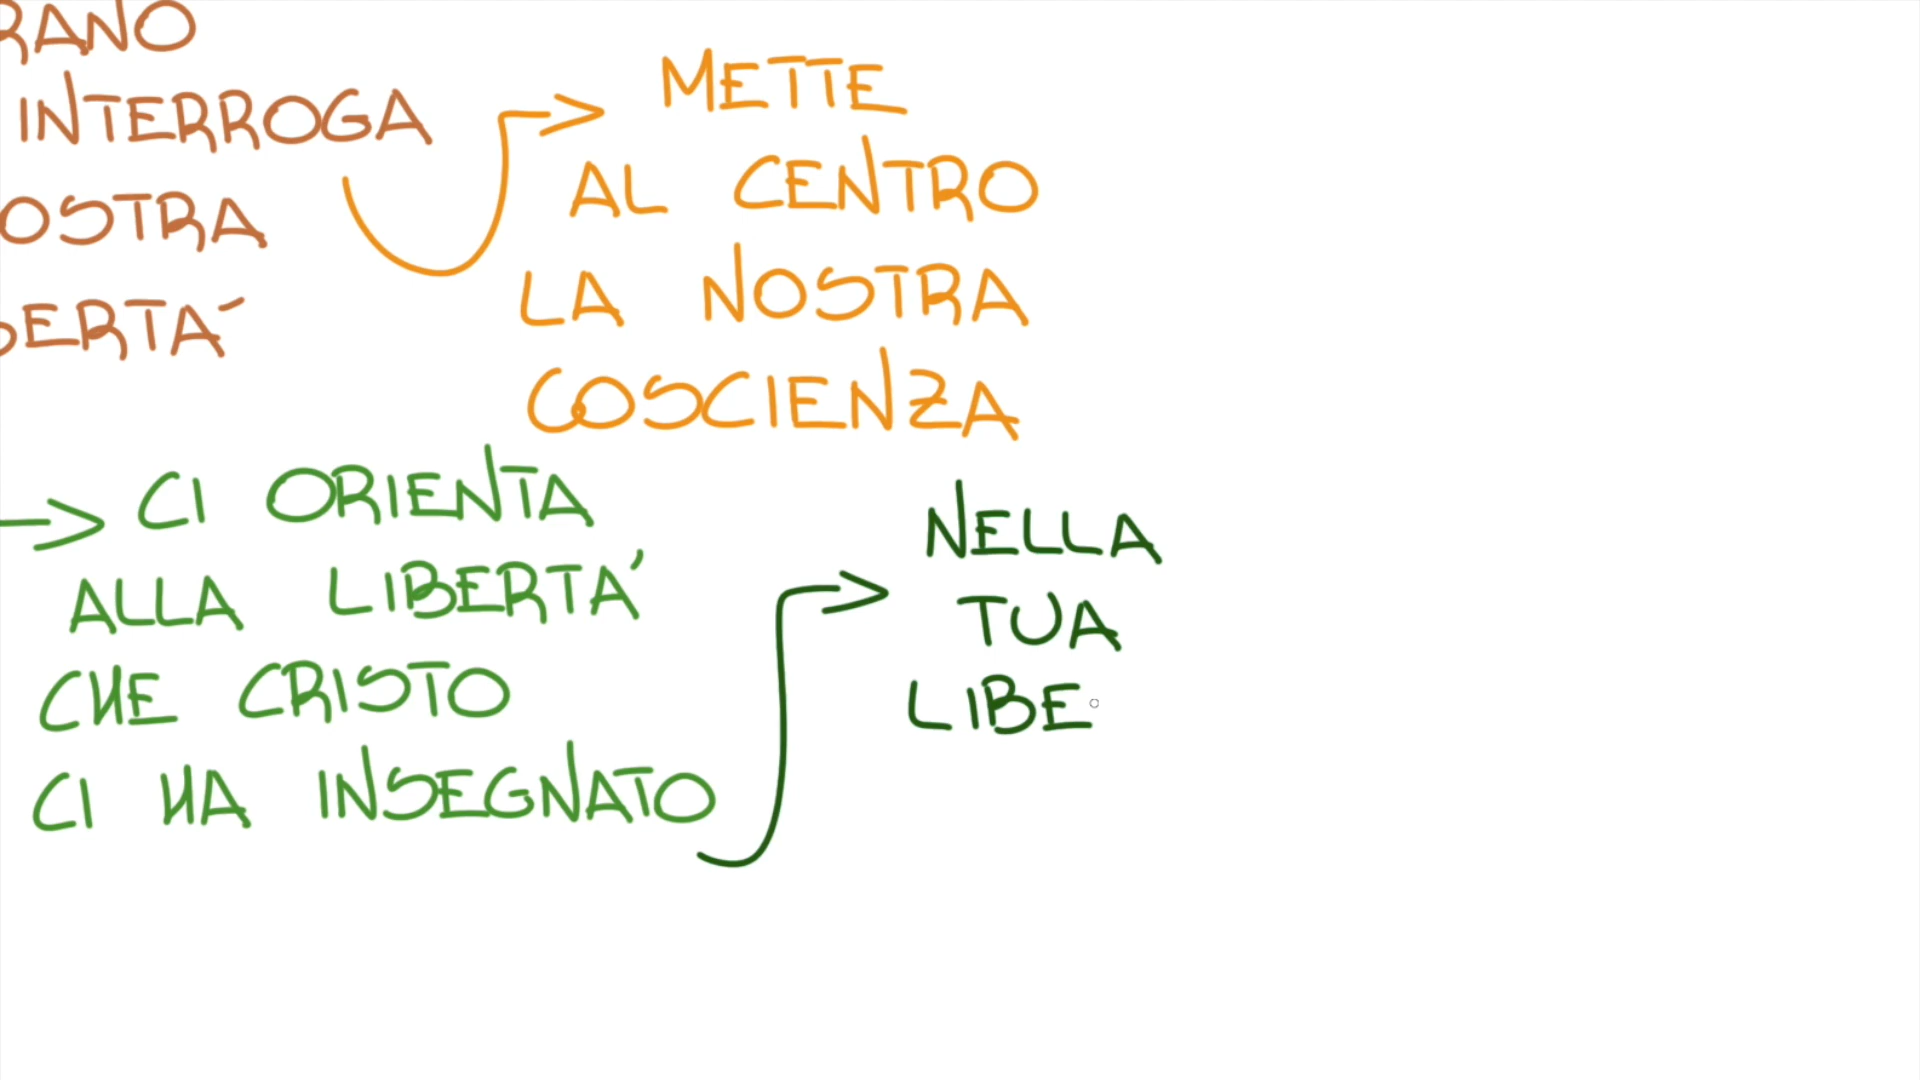 RANO
INTERROGA
OSTRA
BERTA'
METTE
AL CENTRO
LA NOSTRA
COSCIENZA
CI ORIENTA
ALLA LIBERTA'
CHE CRISTO
CI HA INSEGNATO
NELLA
TUA
LIBE